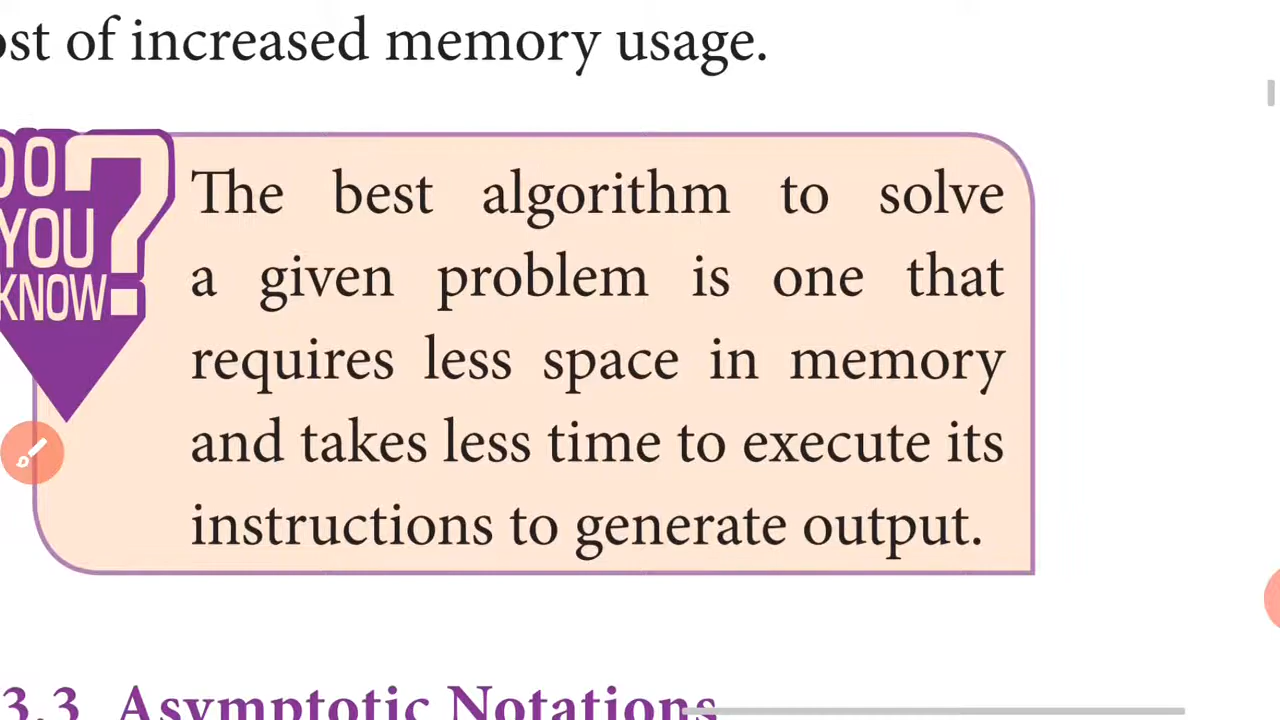 ost of increased memory usage.
DO
YOU
KNOW?
The best algorithm to solve
a given problem is one that
requires less space in memory
and takes less time to execute its
instructions to generate output.
3.3 Asymptotic Notations